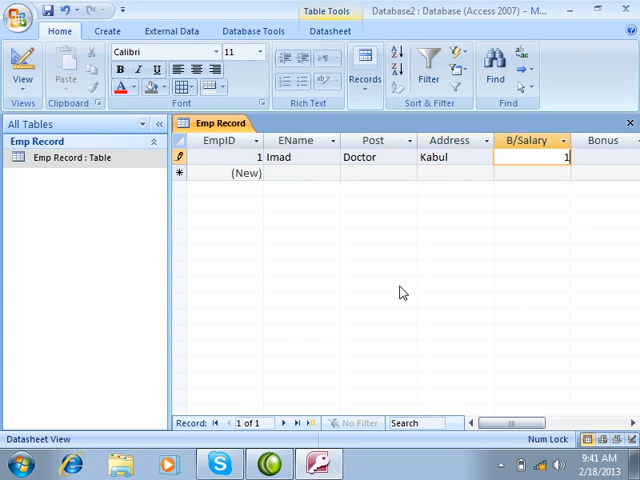 Table Tools
Database2 : Database (Access 2007) - M...
Home
Create
External Data
Database Tools
Datasheet
View
Views
Paste
Clipboard
Calibri
11
B I U
A
Font
Rich Text
Records
Filter
Sort & Filter
Find
Find
All Tables
Emp Record
Emp Record : Table
Emp Record
EmpID EName Post Address B/Salary Bonus
1 Imad Doctor Kabul 1
(New)
Record: 1 of 1 No Filter Search
Datasheet View
Num Lock
9:41 AM
2/18/2013